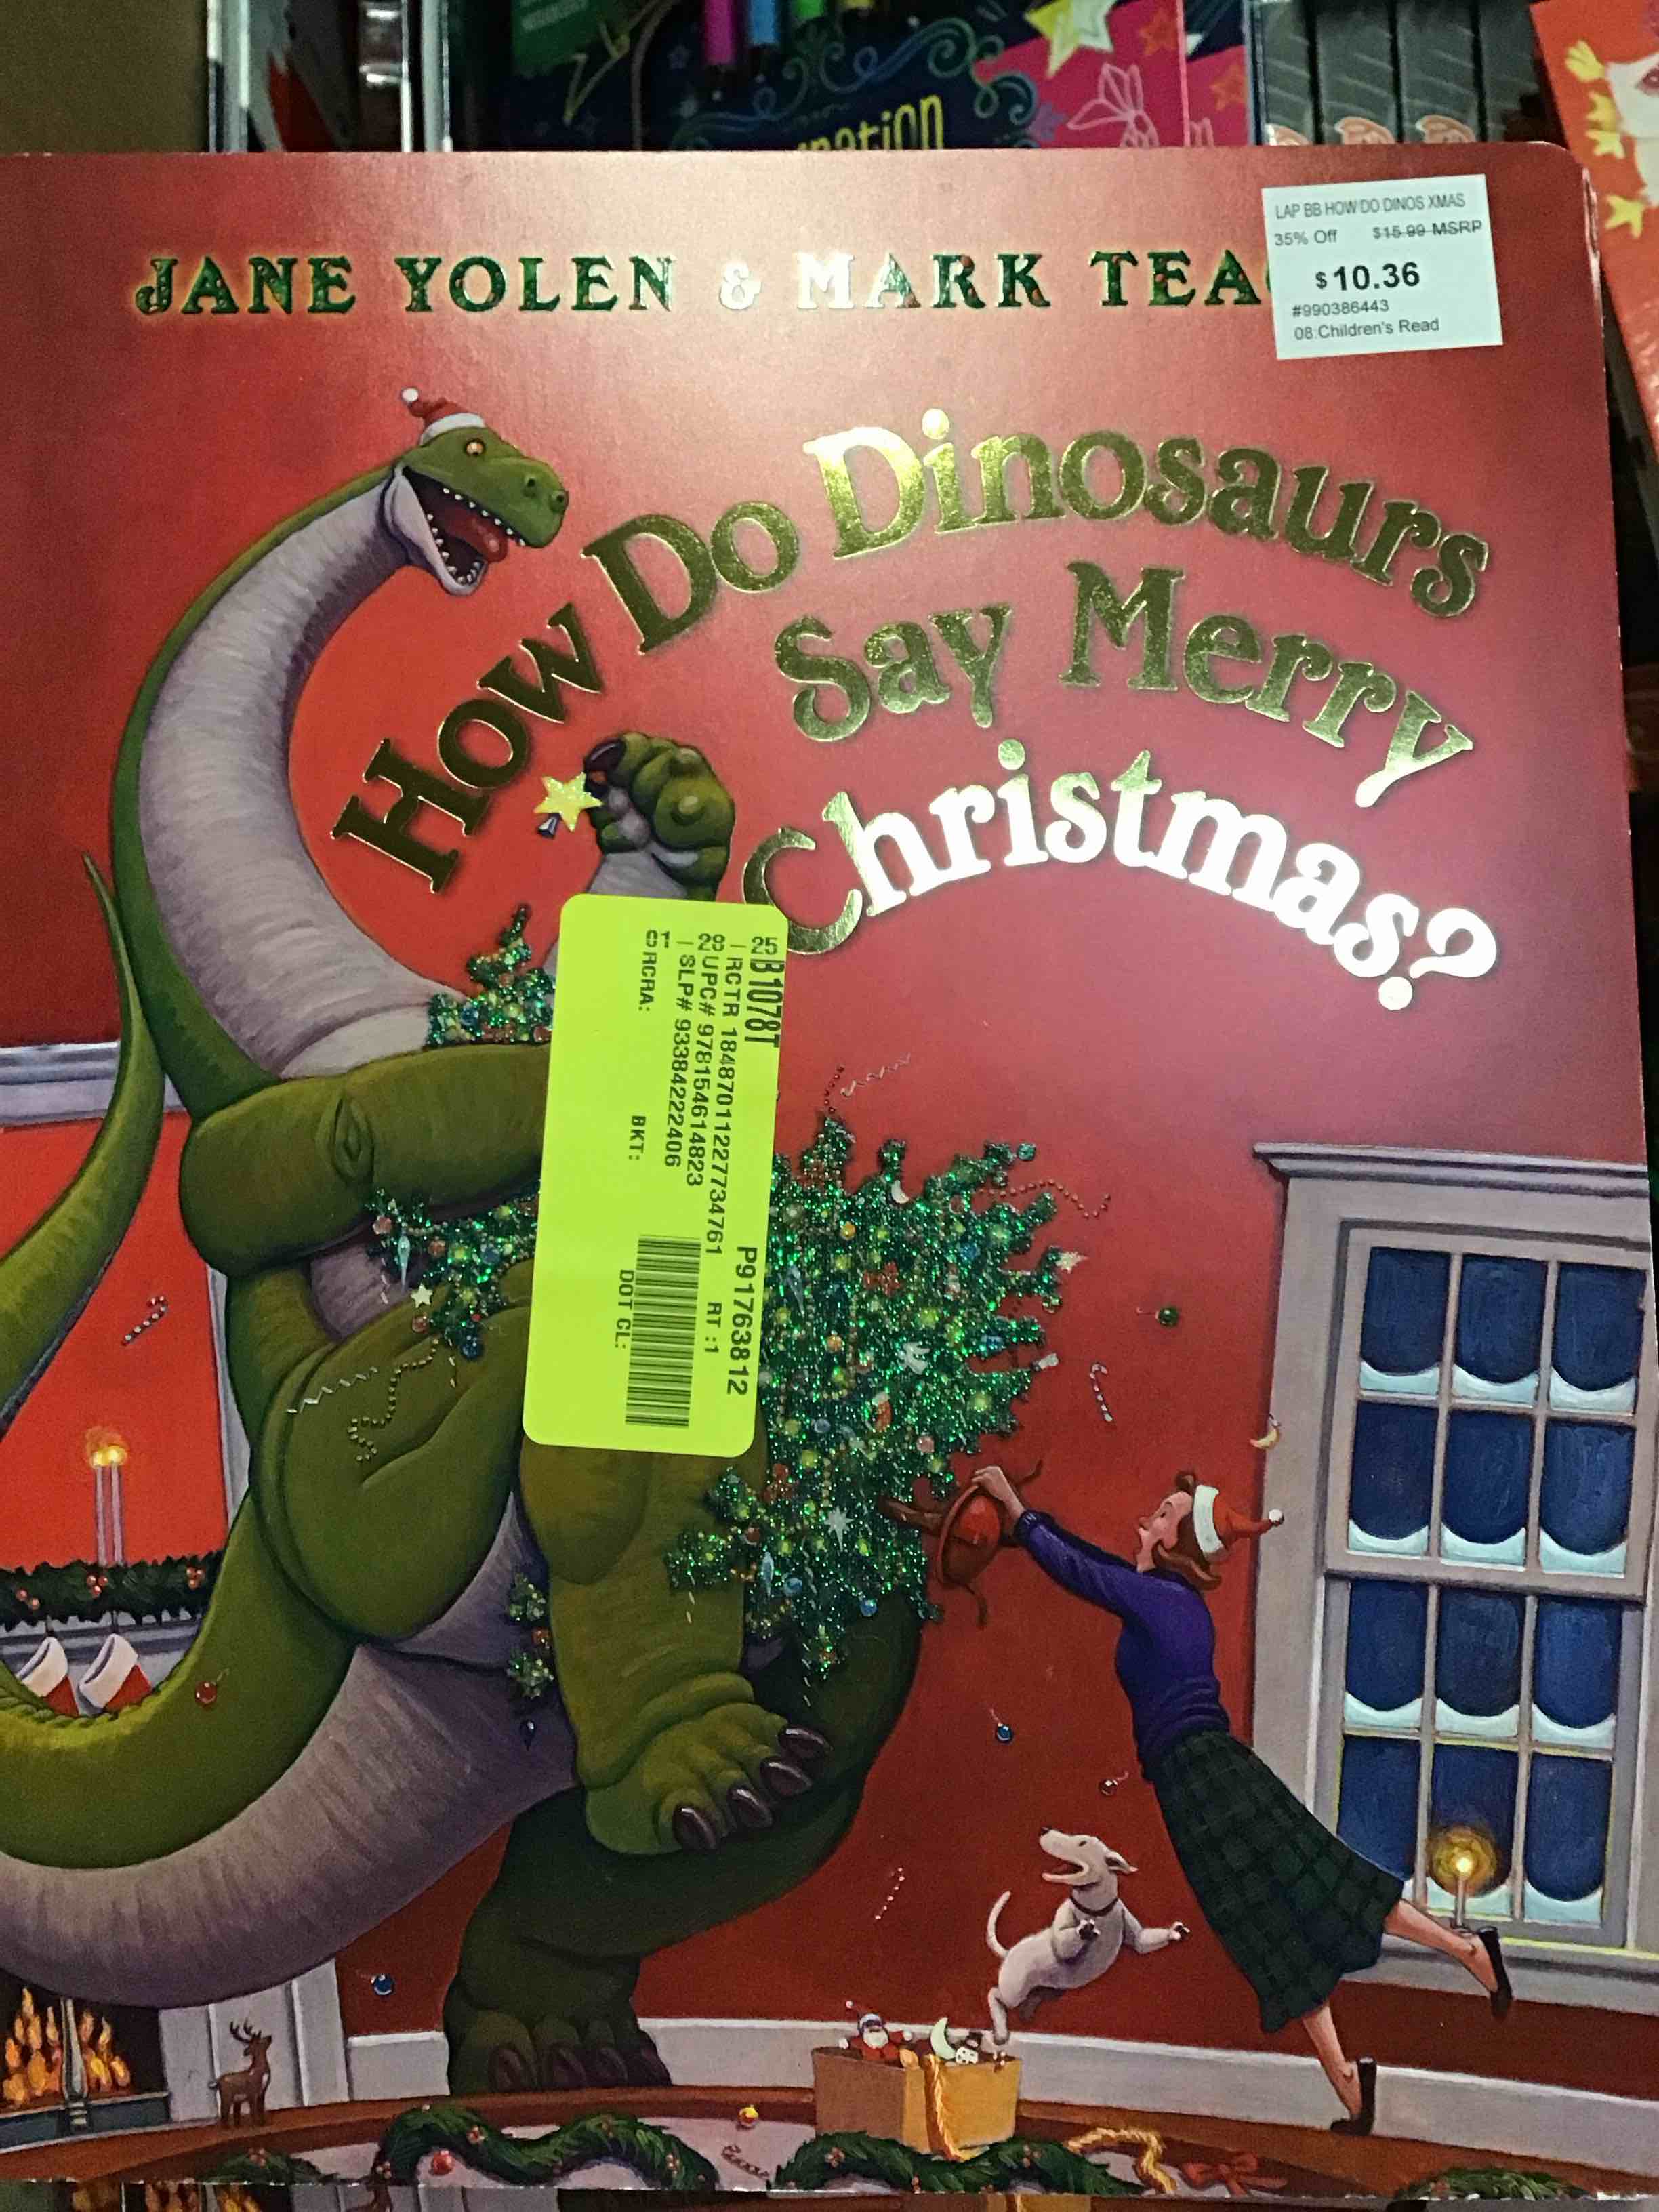 nation
LAP BB HOW DO DINOS XMAS
35% Off $15.99 MSRP
$10.36
#990386443
08:Children's Read
JANE YOLEN & MARK TEA
How Do Dinosaurs
Say Merry
Christmas?
25 B1078T P91763812
-RCTR 184870112277734761 RT :1
28 UPC# 9781546614823
-SLP# 93384222406
01 RCRA: BKT: DOT CL: